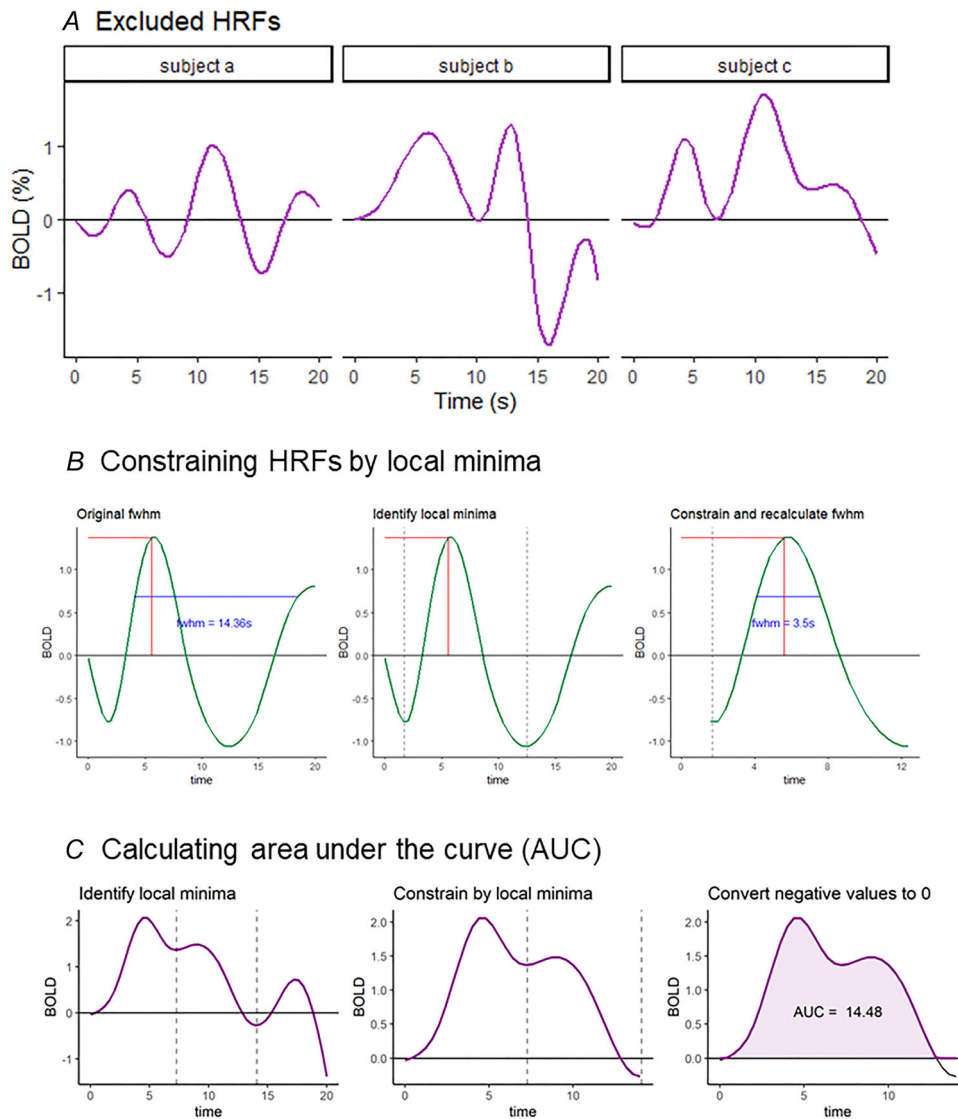 A Excluded HRFs
subject a subject b subject c
1
0
-1
BOLD (%)
0 5 10 15 20 0 5 10 15 20 0 5 10 15 20
Time (s)
B Constraining HRFs by local minima
Original fwhm Identify local minima Constrain and recalculate fwhm
1.0 1.0 1.0
0.5 0.5 0.5
fwhm = 14.36s fwhm = 3.5s
0.0 0.0 0.0
-0.5 -0.5 -0.5
-1.0 -1.0 -1.0
BOLD BOLD BOLD
0 5 10 15 20 0 5 10 15 20 0 4 8 12
time time time
C Calculating area under the curve (AUC)
Identify local minima Constrain by local minima Convert negative values to 0
2 2.0 2.0
1 1.5 1.5
0 1.0 1.0
-1 0.5 0.5
0.0 0.0
AUC = 14.48
BOLD BOLD BOLD
0 5 10 15 20 0 5 10 0 5 10
time time time